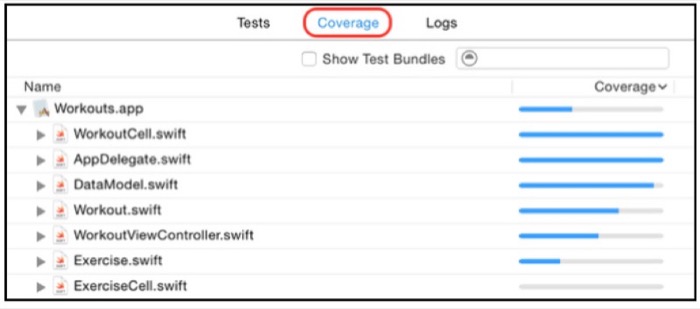 Tests Coverage Logs
Show Test Bundles
Name Coverage
Workouts.app
WorkoutCell.swift
AppDelegate.swift
DataModel.swift
Workout.swift
WorkoutViewController.swift
Exercise.swift
ExerciseCell.swift